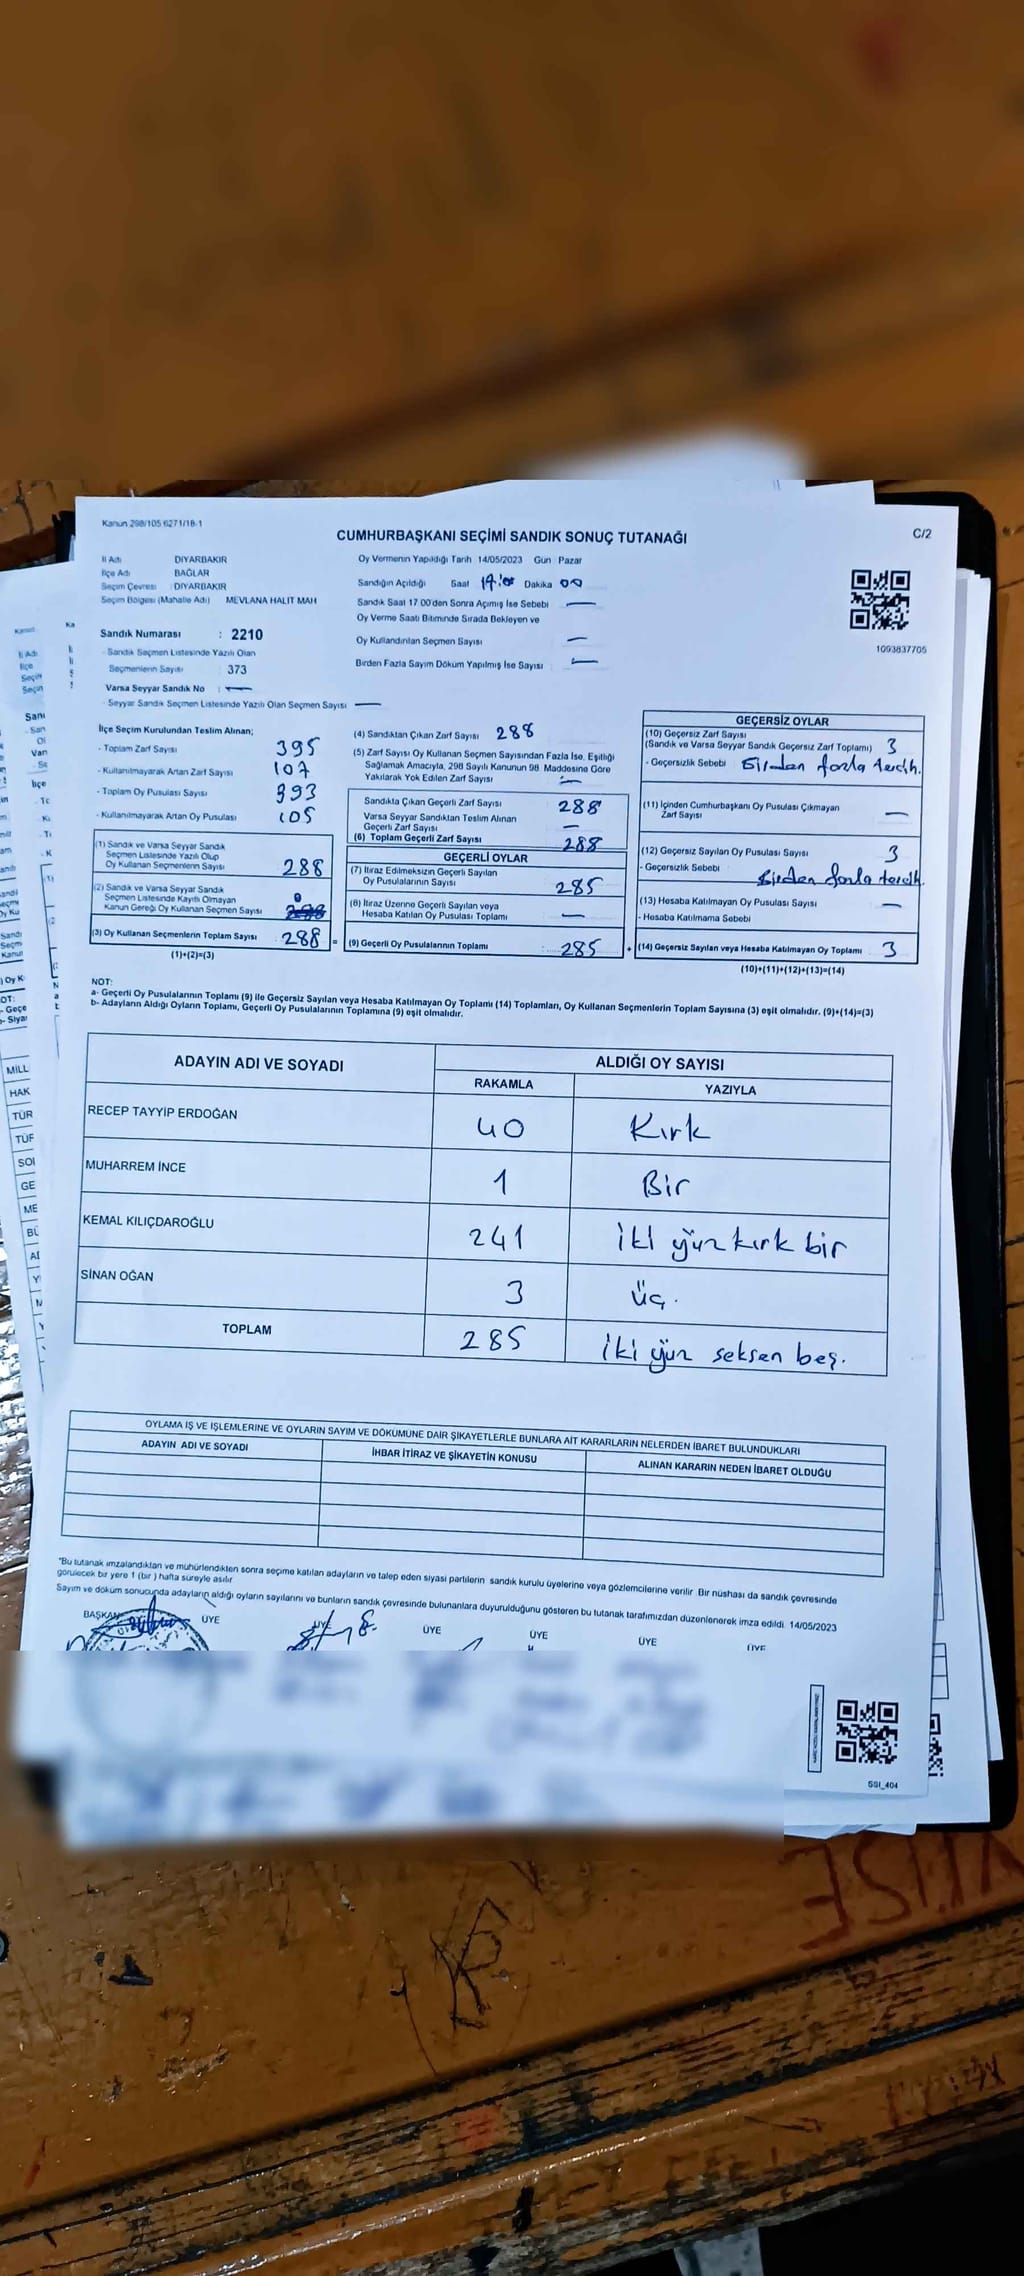 Kanun 298/105 6271/18-1
C/2
CUMHURBAŞKANI SEÇİMİ SANDIK SONUÇ TUTANAĞI
İl Adı DİYARBAKIR
İlçe Adı BAĞLAR
Seçim Çevresi DİYARBAKIR
Seçim Bölgesi (Mahalle Adı) MEVLANA HALİT MAH
Sandık Numarası : 2210
Sandık Seçmen Listesinde Yazılı Olan
Seçmenlerin Sayısı 373
Varsa Seyyar Sandık No : —
Seyyar Sandık Seçmen Listesinde Yazılı Olan Seçmen Sayısı —
Oy Vermenin Yapıldığı Tarih 14/05/2023 Gün Pazar
Sandığın Açıldığı Saat Dakika 00
Sandık Saat 17.00'den Sonra Açımış İse Sebebi —
Oy Verme Saati Bitiminde Sırada Bekleyen ve
Oy Kullandırılan Seçmen Sayısı —
Birden Fazla Sayım Döküm Yapılmış İse Sayısı —
1093837705
İlçe Seçim Kurulundan Teslim Alınan;
- Toplam Zarf Sayısı 395
- Kullanılmayarak Artan Zarf Sayısı 107
- Toplam Oy Pusulası Sayısı 393
- Kullanılmayarak Artan Oy Pusulası 105
(1) Sandık ve Varsa Seyyar Sandık
Seçmen Listesinde Yazılı Olup
Oy Kullanan Seçmenlerin Sayısı 288
(2) Sandık ve Varsa Seyyar Sandık
Seçmen Listesinde Kayıtlı Olmayan
Kanun Gereği Oy Kullanan Seçmen Sayısı 0
(3) Oy Kullanan Seçmenlerin Toplam Sayısı 288
(1)+(2)=(3)
(4) Sandıktan Çıkan Zarf Sayısı 288
(5) Zarf Sayısı Oy Kullanan Seçmen Sayısından Fazla İse, Eşitliği
Sağlamak Amacıyla, 298 Sayılı Kanunun 98. Maddesine Göre
Yakılarak Yok Edilen Zarf Sayısı —
Sandıkta Çıkan Geçerli Zarf Sayısı 288
Varsa Seyyar Sandıktan Teslim Alınan
Geçerli Zarf Sayısı —
(6) Toplam Geçerli Zarf Sayısı 288
GEÇERLİ OYLAR
(7) İtiraz Edilmeksizin Geçerli Sayılan
Oy Pusulalarının Sayısı 285
(8) İtiraz Üzerine Geçerli Sayılan veya
Hesaba Katılan Oy Pusulası Toplamı —
(9) Geçerli Oy Pusulalarının Toplamı : 285
GEÇERSİZ OYLAR
(10) Geçersiz Zarf Sayısı
(Sandık ve Varsa Seyyar Sandık Geçersiz Zarf Toplamı) 3
- Geçersizlik Sebebi Birden fazla tercih.
(11) İçinden Cumhurbaşkanı Oy Pusulası Çıkmayan
Zarf Sayısı —
(12) Geçersiz Sayılan Oy Pusulası Sayısı 3
- Geçersizlik Sebebi Birden fazla tercih.
(13) Hesaba Katılmayan Oy Pusulası Sayısı —
- Hesaba Katılmama Sebebi
(14) Geçersiz Sayılan veya Hesaba Katılmayan Oy Toplamı 3
(10)+(11)+(12)+(13)=(14)
NOT:
a- Geçerli Oy Pusulalarının Toplamı (9) ile Geçersiz Sayılan veya Hesaba Katılmayan Oy Toplamı (14) Toplamları, Oy Kullanan Seçmenlerin Toplam Sayısına (3) eşit olmalıdır. (9)+(14)=(3)
b- Adayların Aldığı Oyların Toplamı, Geçerli Oy Pusulalarının Toplamına (9) eşit olmalıdır.
ADAYIN ADI VE SOYADI ALDIĞI OY SAYISI
RAKAMLA YAZIYLA
RECEP TAYYİP ERDOĞAN 40 Kırk
MUHARREM İNCE 1 Bir
KEMAL KILIÇDAROĞLU 241 iki yüz kırk bir
SİNAN OĞAN 3 üç.
TOPLAM 285 iki yüz seksen beş.
OYLAMA İŞ VE İŞLEMLERİNE VE OYLARIN SAYIM VE DÖKÜMÜNE DAİR ŞİKAYETLERLE BUNLARA AİT KARARLARIN NELERDEN İBARET BULUNDUKLARI
ADAYIN ADI VE SOYADI İHBAR İTİRAZ VE ŞİKAYETİN KONUSU ALINAN KARARIN NEDEN İBARET OLDUĞU
"Bu tutanak imzalandıktan ve mühürlendikten sonra seçime katılan adayların ve talep eden siyasi partilerin sandık kurulu üyelerine veya gözlemcilerine verilir. Bir nüshası da sandık çevresinde
görülecek bir yere 1 (bir) hafta süreyle asılır
Sayım ve döküm sonucunda adayların aldığı oyların sayılarını ve bunların sandık çevresinde bulunanlara duyurulduğunu gösteren bu tutanak tarafımızdan düzenlenerek imza edildi. 14/05/2023
BAŞKAN ÜYE ÜYE ÜYE ÜYE ÜYE ÜYE
SSI_404